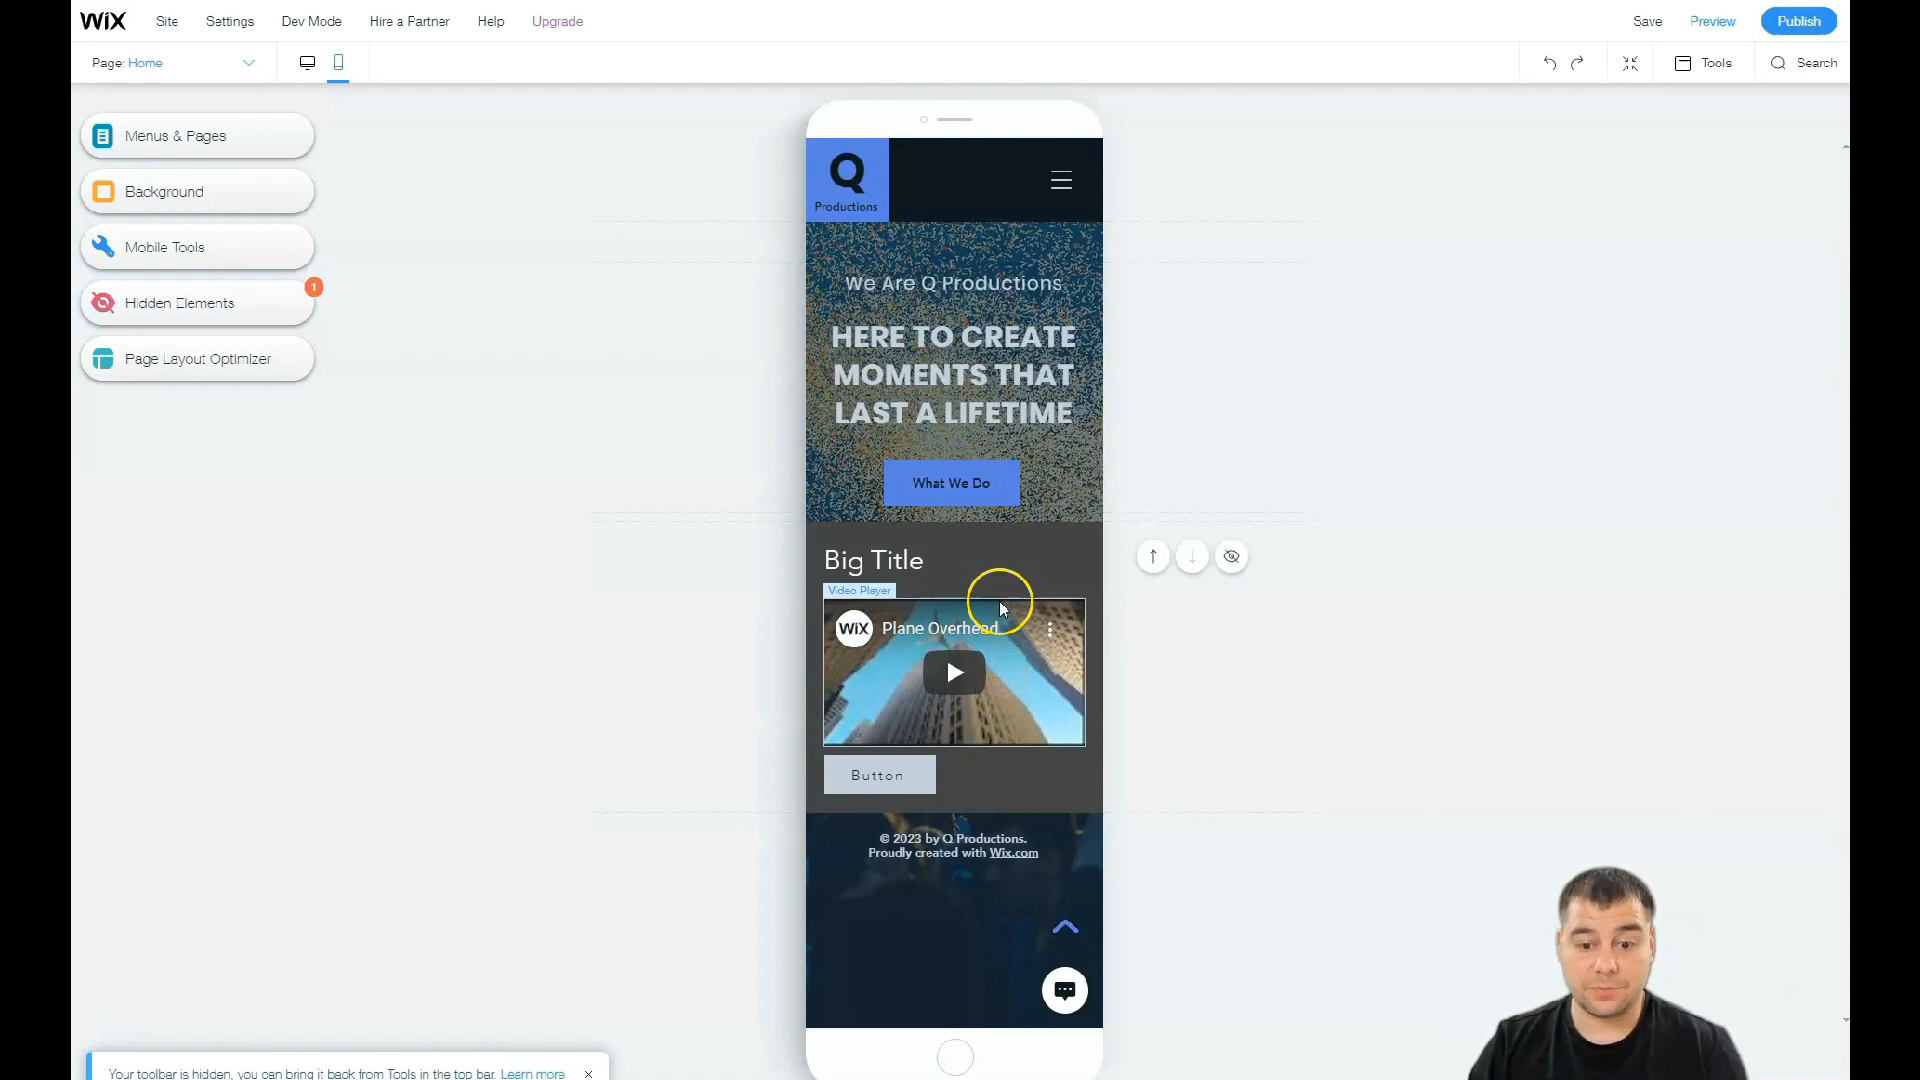 WiX Site Settings Dev Mode Hire a Partner Help Upgrade Save Preview Publish
Page: Home Tools Search
Menus & Pages
Background
Mobile Tools
1
Hidden Elements
Page Layout Optimizer
Q
Productions
We Are Q Productions
HERE TO CREATE
MOMENTS THAT
LAST A LIFETIME
What We Do
Big Title
Video Player
WiX Plane Overhead
Button
© 2023 by Q Productions.
Proudly created with Wix.com
Your toolbar is hidden, you can bring it back from Tools in the top bar. Learn more